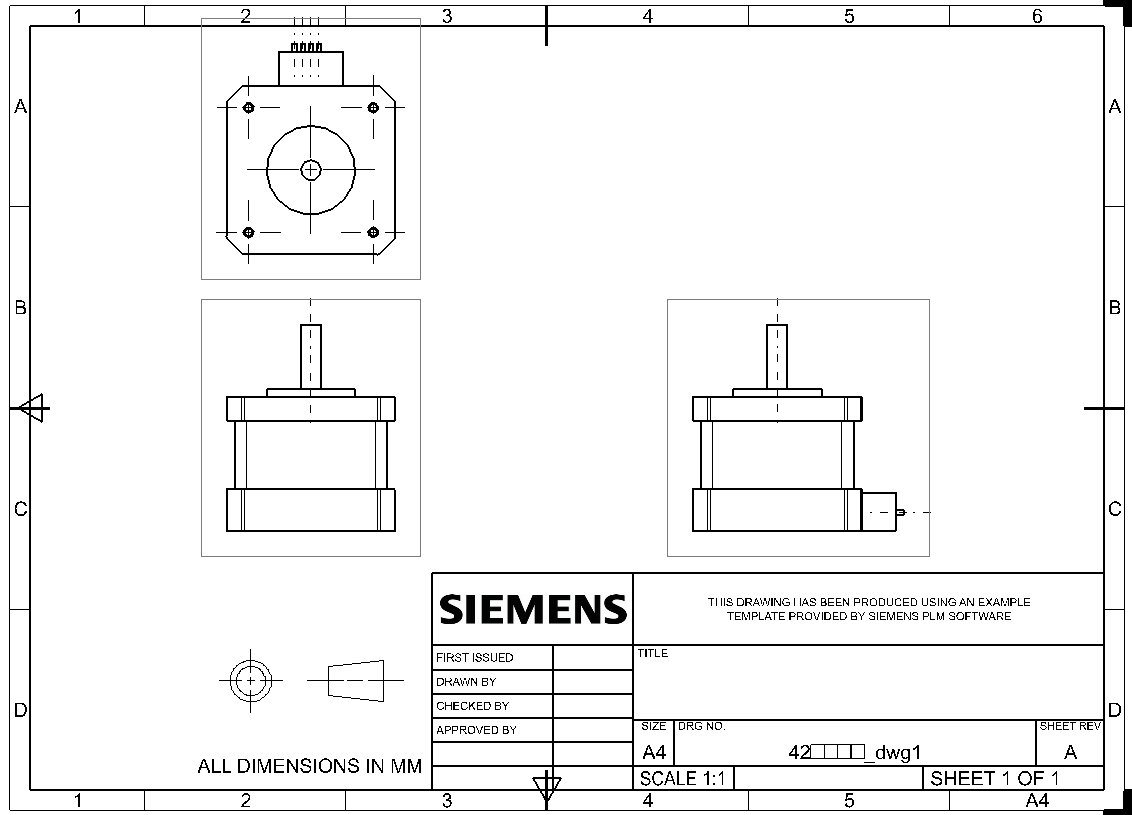 1 2 3 4 5 6
A A
B B
C C
D D
SIEMENS
THIS DRAWING HAS BEEN PRODUCED USING AN EXAMPLE
TEMPLATE PROVIDED BY SIEMENS PLM SOFTWARE
FIRST ISSUED
TITLE
DRAWN BY
CHECKED BY
APPROVED BY
SIZE DRG NO. SHEET REV
A4 42□□□□□_dwg1 A
ALL DIMENSIONS IN MM
SCALE 1:1 SHEET 1 OF 1
1 2 3 4 5 A4